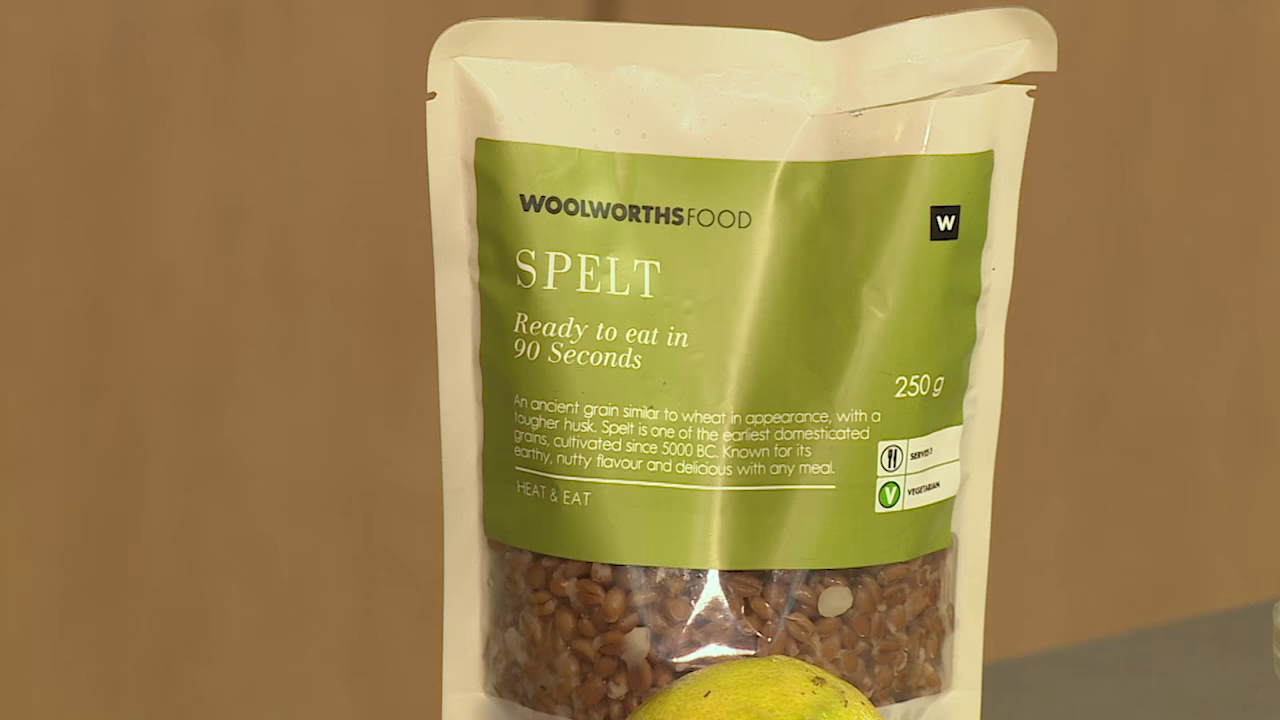 WOOLWORTHSFOOD
W
SPELT
Ready to eat in
90 Seconds
250 g
An ancient grain similar to wheat in appearance, with a
tougher husk. Spelt is one of the earliest domesticated
grains, cultivated since 5000 BC. Known for its
earthy, nutty flavour and delicious with any meal.
SERVES
V VEGETARIAN
HEAT & EAT